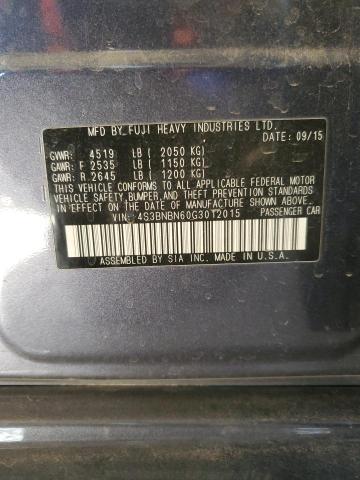 MFD BY FUJI HEAVY INDUSTRIES LTD.
DATE: 09/15
GVWR: 4519 LB ( 2050 KG)
GAWR: F 2535 LB ( 1150 KG)
GAWR: R 2645 LB ( 1200 KG)
THIS VEHICLE CONFORMS TO ALL APPLICABLE FEDERAL MOTOR
VEHICLE SAFETY,BUMPER,AND THEFT PREVENTION STANDARDS
IN EFFECT ON THE DATE OF MANUFACTURE SHOWN ABOVE.
VIN: 4S3BNBN60G3012015 PASSENGER CAR
ASSEMBLED BY SIA INC. MADE IN U.S.A.